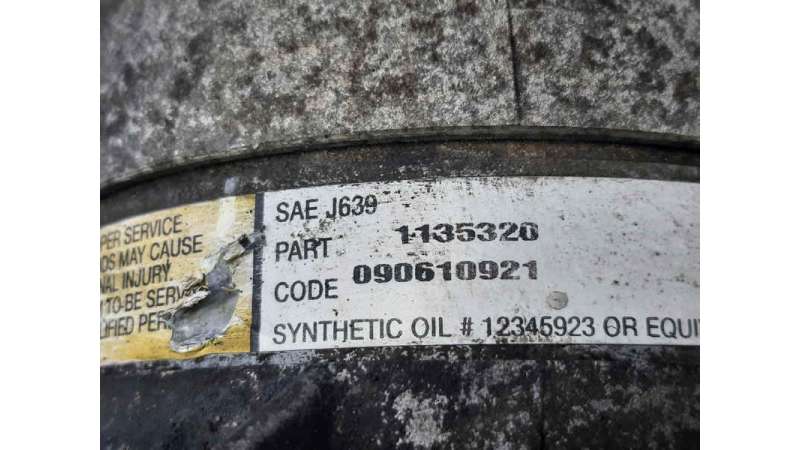 PER SERVICE
DS MAY CAUSE
NAL INJURY
TO-BE SERV
IFIED PER
SAE J639
PART 1135320
CODE 090610921
SYNTHETIC OIL # 12345923 OR EQUI